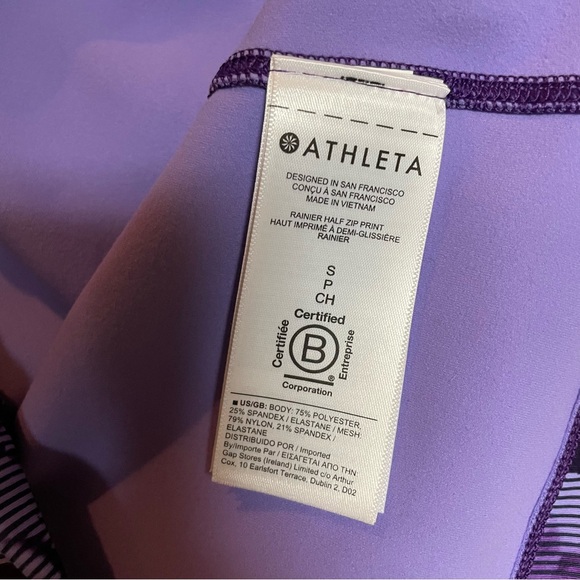 ATHLETA
DESIGNED IN SAN FRANCISCO
CONÇU À SAN FRANCISCO
MADE IN VIETNAM
RAINIER HALF ZIP PRINT
HAUT IMPRIMÉ À DEMI-GLISSIÈRE
RAINIER
S
P
CH
Certified
Certifiée
B
Entreprise
®
Corporation
■ US/GB: BODY: 75% POLYESTER,
25% SPANDEX / ELASTANE / MESH:
79% NYLON, 21% SPANDEX /
ELASTANE
DISTRIBUIDO POR / Imported
By/Importe Par / ΕΙΣΑΓΕΤΑΙ ΑΠΟ ΤΗΝ
Gap Stores (Ireland) Limited c/o Arthur
Cox, 10 Earlsfort Terrace, Dublin 2, D02